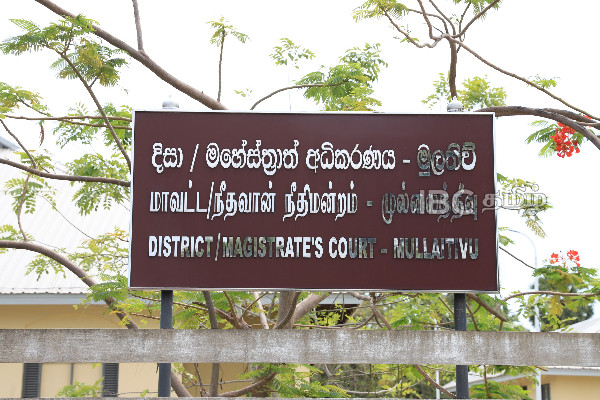 දිසා / මහේස්ත්‍රාත් අධිකරණය - මුලතිව්
மாவட்ட/நீதவான் நீதிமன்றம் - முல்லைத்தீவு
DISTRICT/MAGISTRATE'S COURT - MULLAITIVU
IBC தமிழ்